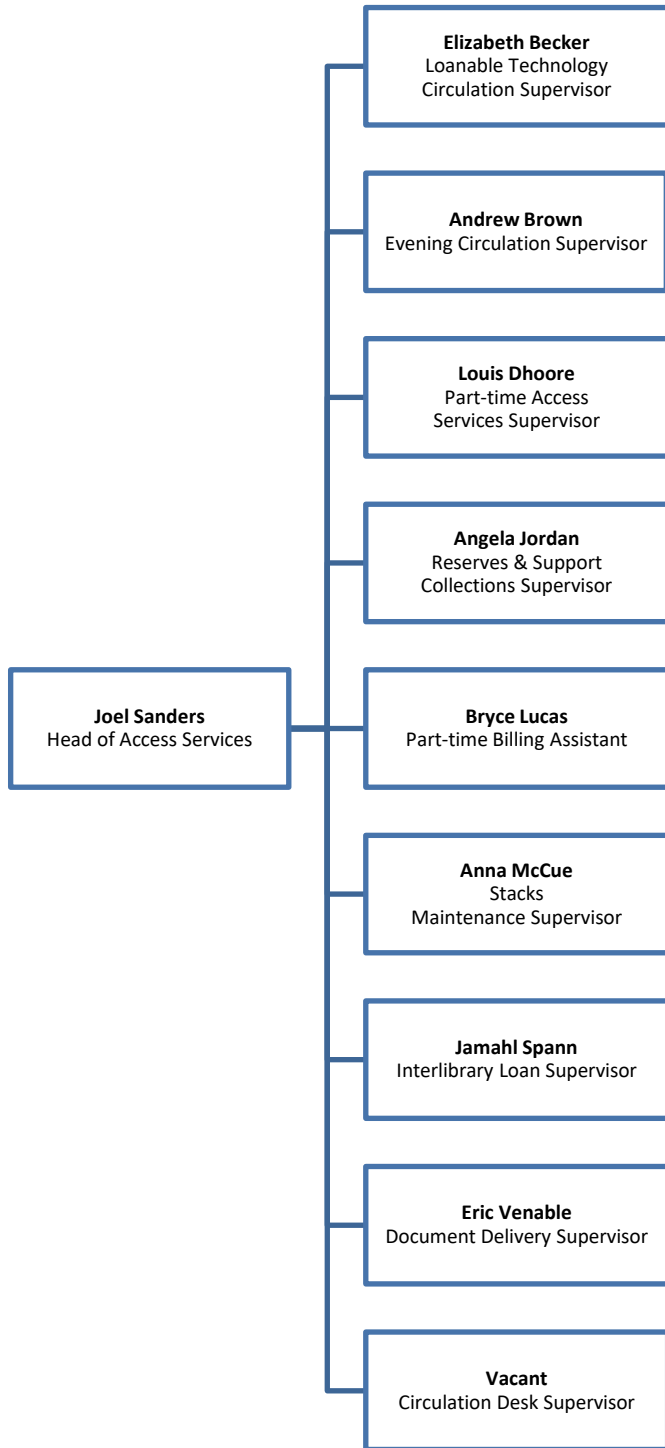 Elizabeth Becker
Loanable Technology
Circulation Supervisor
Andrew Brown
Evening Circulation Supervisor
Louis Dhoore
Part-time Access
Services Supervisor
Angela Jordan
Reserves & Support
Collections Supervisor
Joel Sanders
Head of Access Services
Bryce Lucas
Part-time Billing Assistant
Anna McCue
Stacks
Maintenance Supervisor
Jamahl Spann
Interlibrary Loan Supervisor
Eric Venable
Document Delivery Supervisor
Vacant
Circulation Desk Supervisor